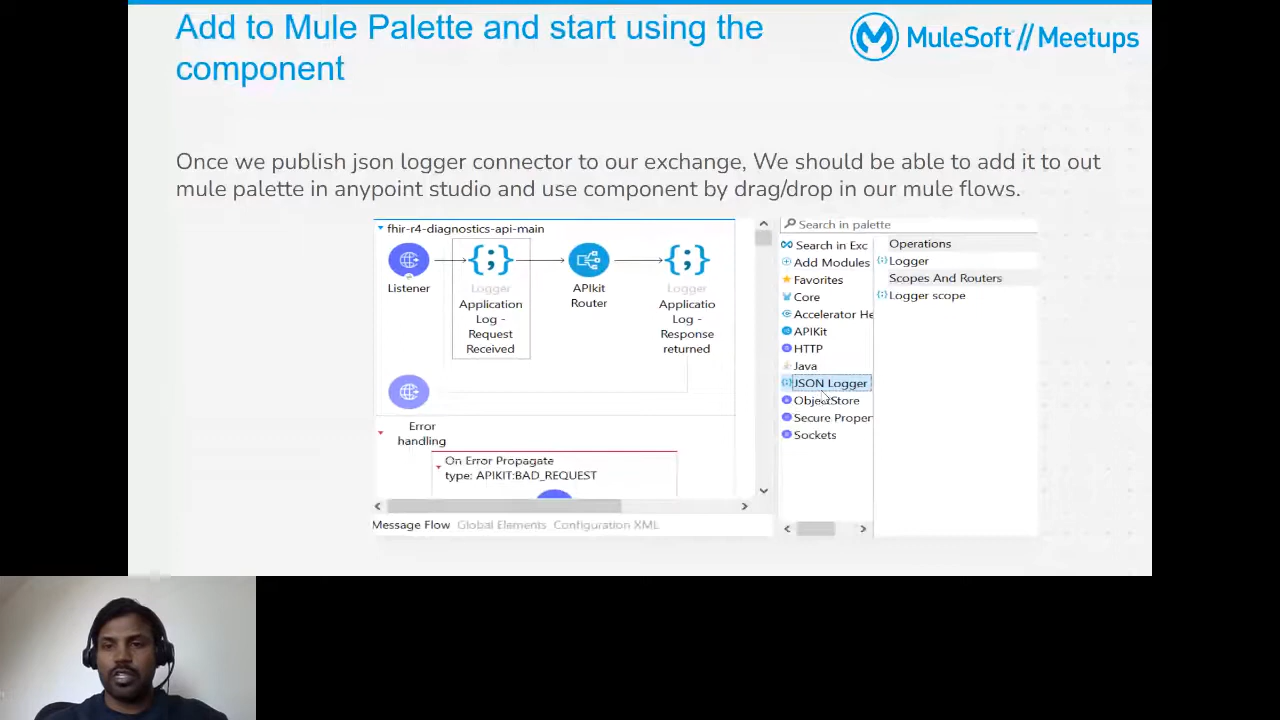 Add to Mule Palette and start using the
component
MuleSoft // Meetups
Once we publish json logger connector to our exchange, We should be able to add it to out
mule palette in anypoint studio and use component by drag/drop in our mule flows.
fhir-r4-diagnostics-api-main
Listener
Logger
Application
Log -
Request
Received
APIkit
Router
Logger
Applicatio
Log -
Response
returned
Error
handling
On Error Propagate
type: APIKIT:BAD_REQUEST
Message Flow Global Elements Configuration XML
Search in palette
Search in Exc
Add Modules
Favorites
Core
Accelerator He
APIKit
HTTP
Java
JSON Logger
ObjectStore
Secure Proper
Sockets
Operations
Logger
Scopes And Routers
Logger scope